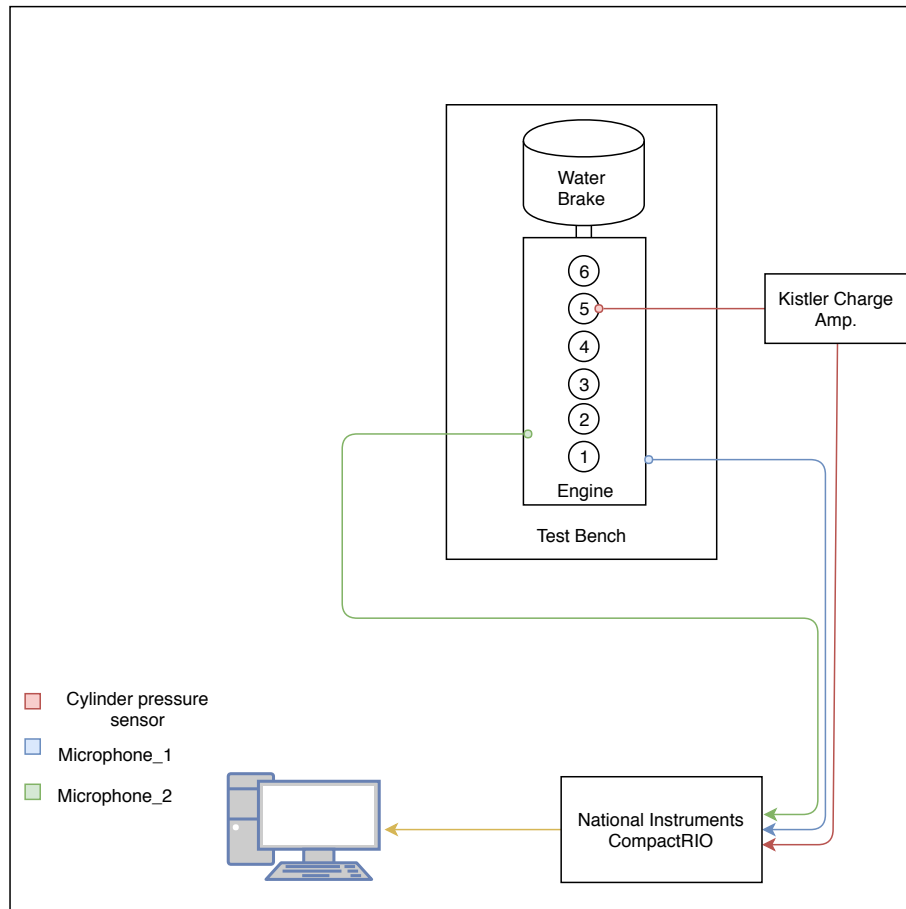 Water
Brake
6
5
4
3
2
1
Engine
Test Bench
Kistler Charge
Amp.
Cylinder pressure
sensor
Microphone_1
Microphone_2
National Instruments
CompactRIO